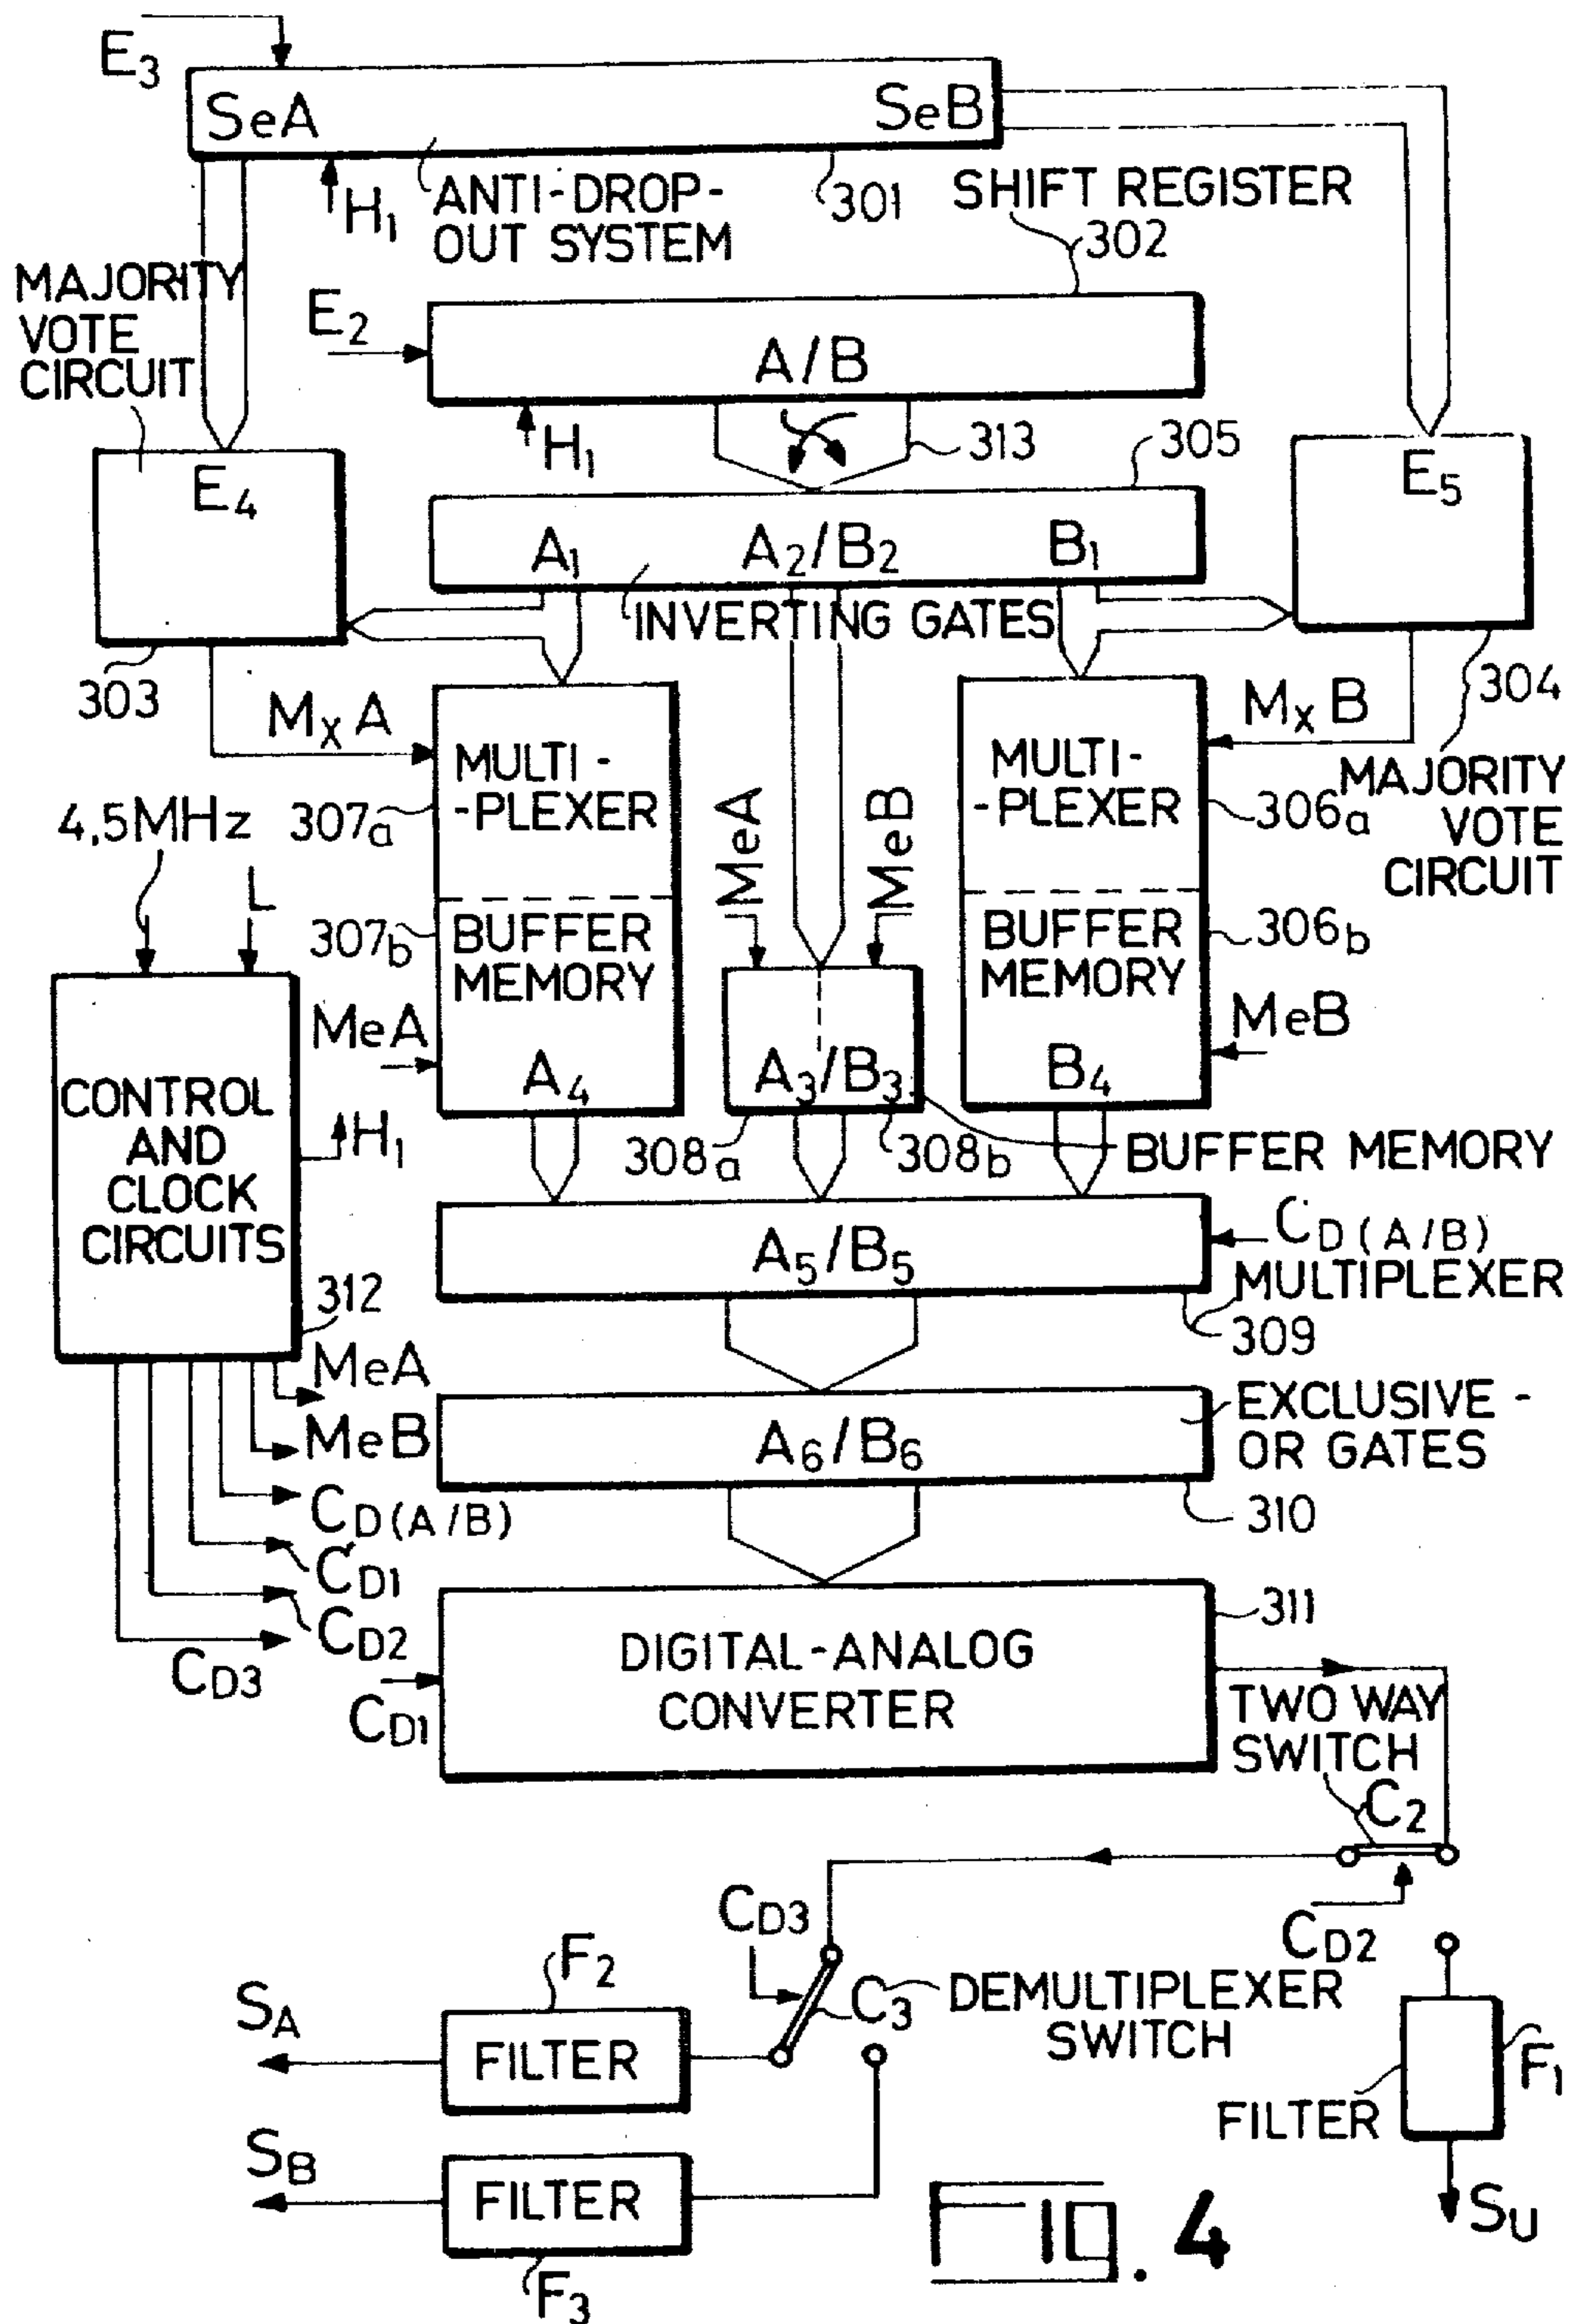 E3
SeA
SeB
H1
ANTI-DROP-
OUT SYSTEM
301
SHIFT REGISTER
302
MAJORITY
VOTE
CIRCUIT
E2
A/B
H1
313
305
E4
E5
A1
A2/B2
B1
INVERTING GATES
303
304
MxA
MxB
MULTI-
-PLEXER
MULTI-
-PLEXER
MAJORITY
VOTE
CIRCUIT
4,5MHz
L
307a
306a
MeA
MeB
307b
BUFFER
MEMORY
BUFFER
MEMORY
306b
MeA
MeB
A4
A3/B3
B4
CONTROL
AND
CLOCK
CIRCUITS
H1
308a
308b
BUFFER MEMORY
A5/B5
CD(A/B)
MULTIPLEXER
309
312
MeA
MeB
CD(A/B)
CD1
CD2
CD3
A6/B6
EXCLUSIVE-
OR GATES
310
311
DIGITAL-ANALOG
CONVERTER
CD1
TWO WAY
SWITCH
C2
CD2
CD3
C3
DEMULTIPLEXER
SWITCH
F2
SA
FILTER
F1
FILTER
SB
FILTER
F3
SU
FIG. 4